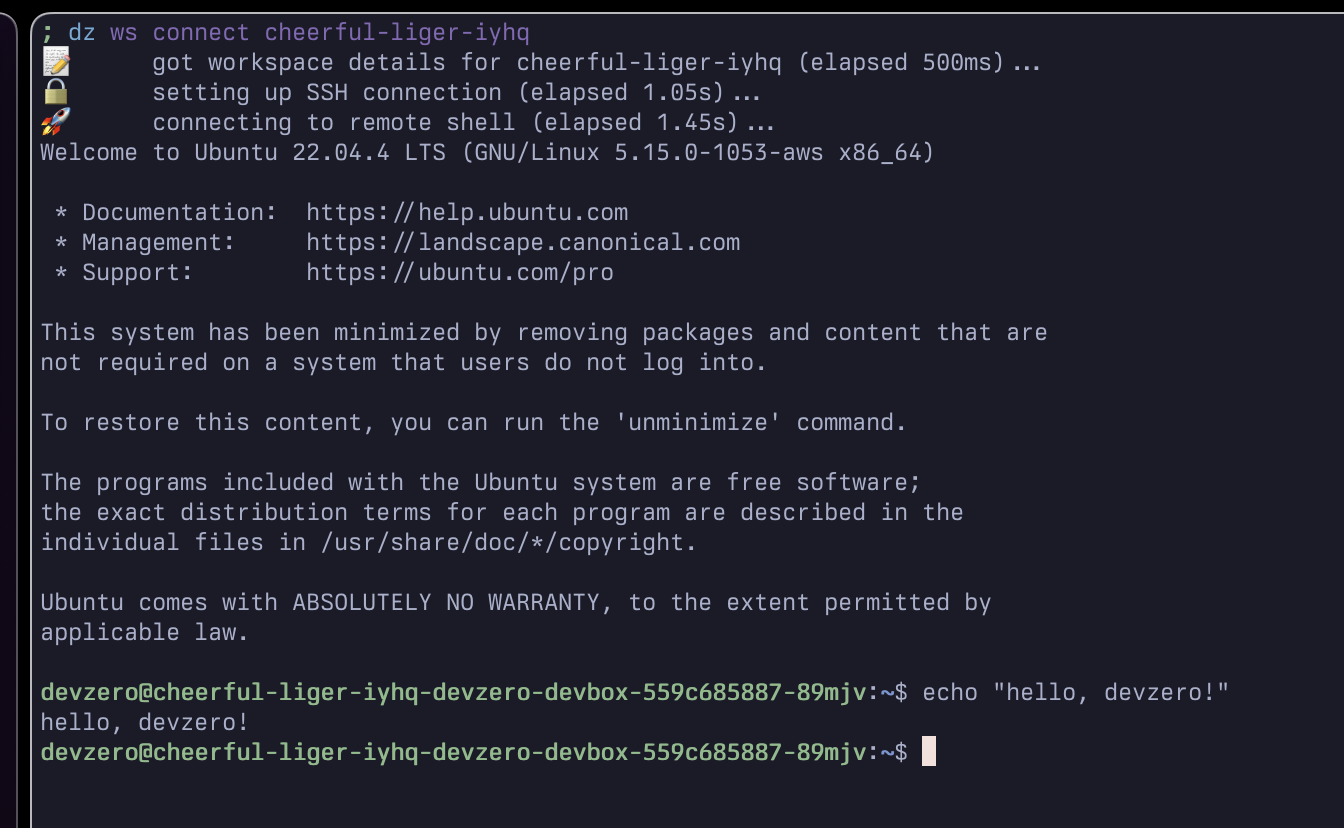 ; dz ws connect cheerful-liger-iyhq
📝 got workspace details for cheerful-liger-iyhq (elapsed 500ms)...
🔒 setting up SSH connection (elapsed 1.05s)...
🚀 connecting to remote shell (elapsed 1.45s)...
Welcome to Ubuntu 22.04.4 LTS (GNU/Linux 5.15.0-1053-aws x86_64)
* Documentation:  https://help.ubuntu.com
* Management:     https://landscape.canonical.com
* Support:        https://ubuntu.com/pro
This system has been minimized by removing packages and content that are
not required on a system that users do not log into.
To restore this content, you can run the 'unminimize' command.
The programs included with the Ubuntu system are free software;
the exact distribution terms for each program are described in the
individual files in /usr/share/doc/*/copyright.
Ubuntu comes with ABSOLUTELY NO WARRANTY, to the extent permitted by
applicable law.
devzero@cheerful-liger-iyhq-devzero-devbox-559c685887-89mjv:~$ echo "hello, devzero!"
hello, devzero!
devzero@cheerful-liger-iyhq-devzero-devbox-559c685887-89mjv:~$